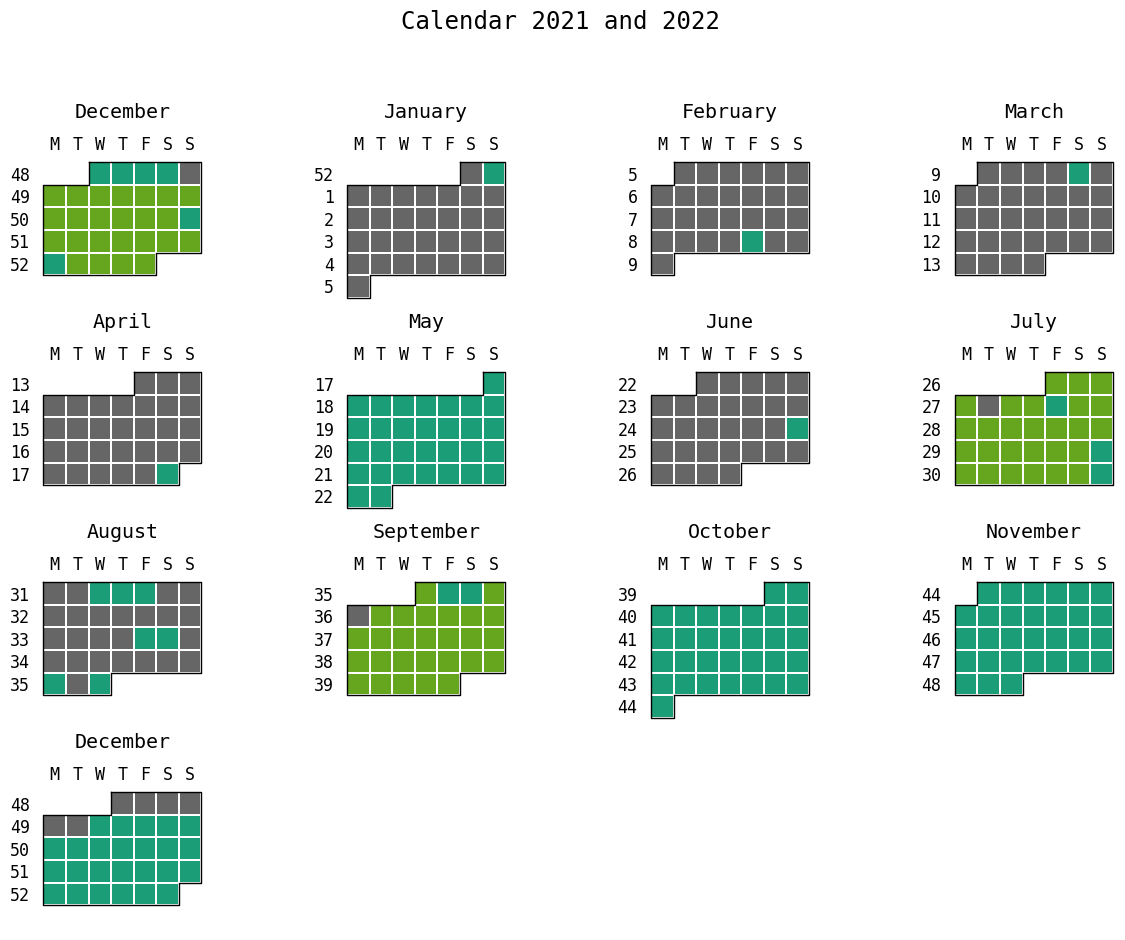 Calendar 2021 and 2022
December
M T W T F S S
48
49
50
51
52
January
M T W T F S S
52
1
2
3
4
5
February
M T W T F S S
5
6
7
8
9
March
M T W T F S S
9
10
11
12
13
April
M T W T F S S
13
14
15
16
17
May
M T W T F S S
17
18
19
20
21
22
June
M T W T F S S
22
23
24
25
26
July
M T W T F S S
26
27
28
29
30
August
M T W T F S S
31
32
33
34
35
September
M T W T F S S
35
36
37
38
39
October
M T W T F S S
39
40
41
42
43
44
November
M T W T F S S
44
45
46
47
48
December
M T W T F S S
48
49
50
51
52